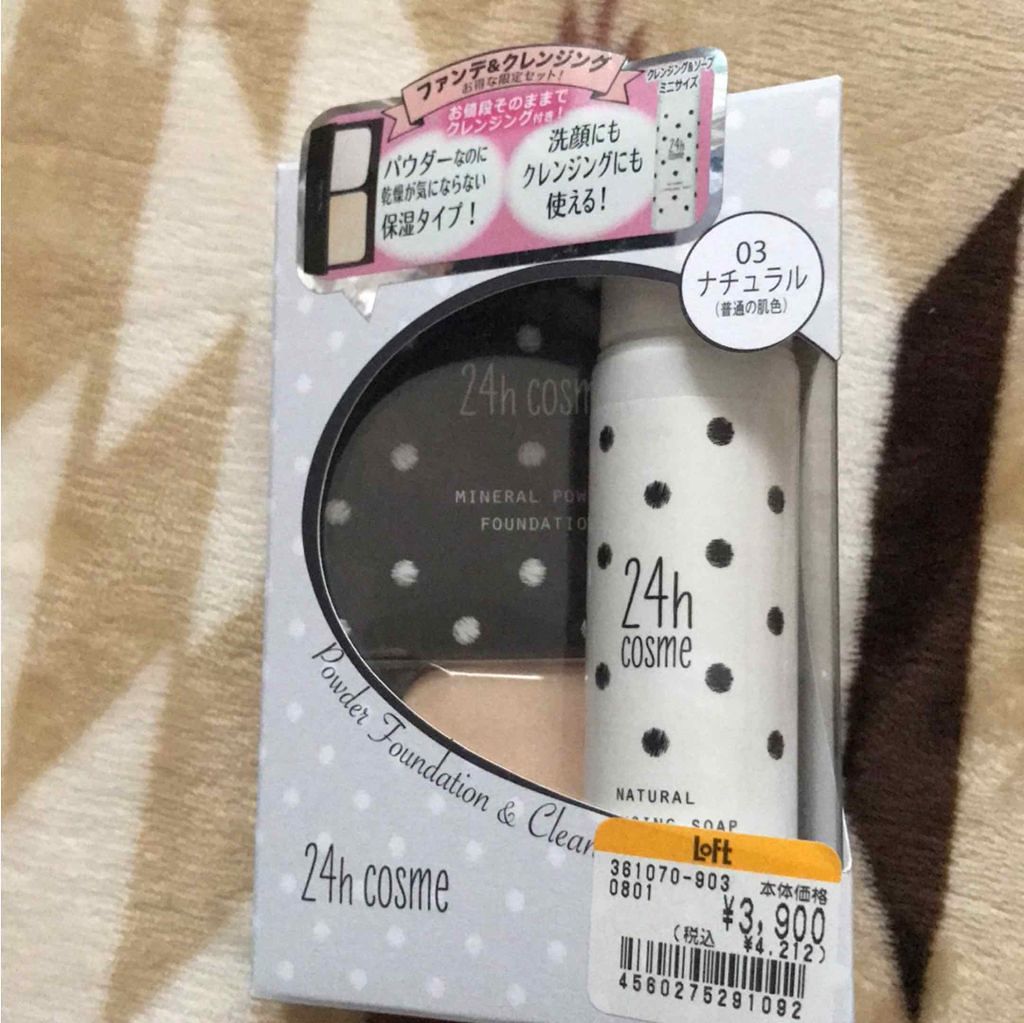 ファンデ&クレンジング
お得な限定セット!
お値段そのままで
クレンジング付き!
パウダーなのに
乾燥が気にならない
保湿タイプ!
洗顔にも
クレンジングにも
使える!
クレンジング&ソープ
ミニサイズ
24h
cosme
03
ナチュラル
(普通の肌色)
24h cosm
MINERAL POW
FOUNDATIO
24h
cosme
NATURAL
SING SOAP
Powder Foundation & Clean
24h cosme
LoFt
361070-903
0801
本体価格
¥3,900
(税込 ¥4,212)
4560275291092